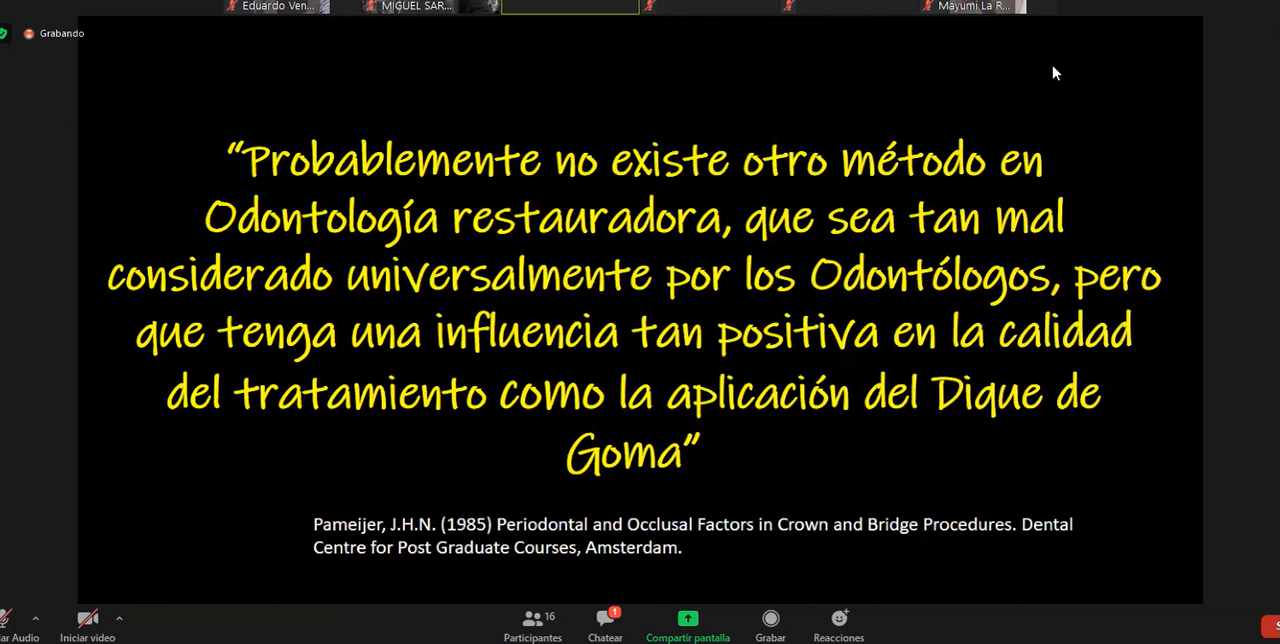 Eduardo Ven...
MIGUEL SAR...
Mayumi La R...
Grabando
“Probablemente no existe otro método en
Odontología restauradora, que sea tan mal
considerado universalmente por los Odontólogos, pero
que tenga una influencia tan positiva en la calidad
del tratamiento como la aplicación del Dique de
Goma”
Pameijer, J.H.N. (1985) Periodontal and Occlusal Factors in Crown and Bridge Procedures. Dental
Centre for Post Graduate Courses, Amsterdam.
16
1
Audio
Iniciar video
Participantes
Chatear
Compartir pantalla
Grabar
Reacciones